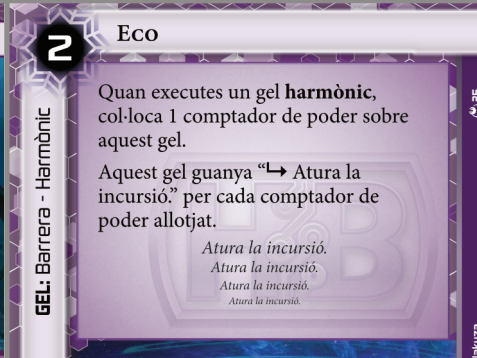 2
Eco
GEL: Barrera - Harmònic
Quan executes un gel harmònic,
col·loca 1 comptador de poder sobre
aquest gel.
Aquest gel guanya “↳ Atura la
incursió.” per cada comptador de
poder allotjat.
Atura la incursió.
Atura la incursió.
Atura la incursió.
Atura la incursió.
HB